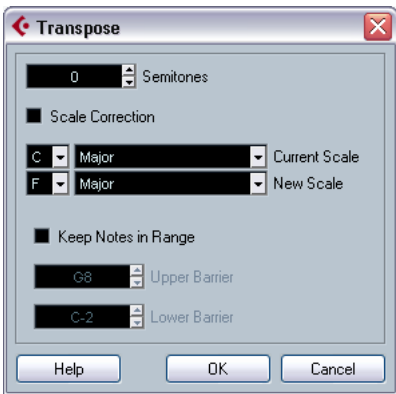 Transpose
0 Semitones
Scale Correction
C Major Current Scale
F Major New Scale
Keep Notes in Range
G8 Upper Barrier
C-2 Lower Barrier
Help OK Cancel